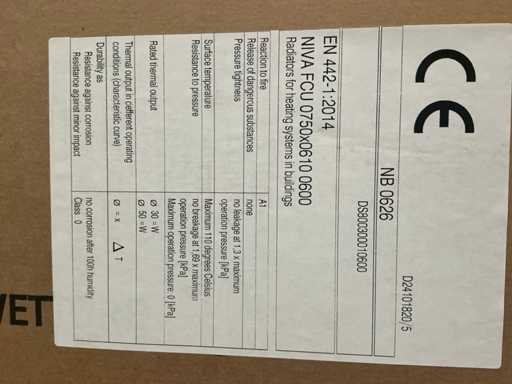 CE
D24101820/5
NB 0626
DS800300010600
EN 442-1:2014
NIVA FCU 0750x0610 0600
Radiators for heating systems in buildings
Reaction to fire A1
Release of dangerous substances none
Pressure tightness no leakage at 1.3 x maximum
operation pressure [kPa]
Surface temperature Maximum 110 degrees Celsius
Resistance to pressure no breakage at 1.69 x maximum
operation pressure [kPa]
Maximum operation pressure: 0 [kPa]
Rated thermal output Ø 30 = W
Ø 50 = W
Thermal output in cefferent operating Ø = x Δ T
conditions (characteristic curve)
Durability as
Resistance against corrosion no corrosion after 100h humidity
Resistance against minor impact Class 0